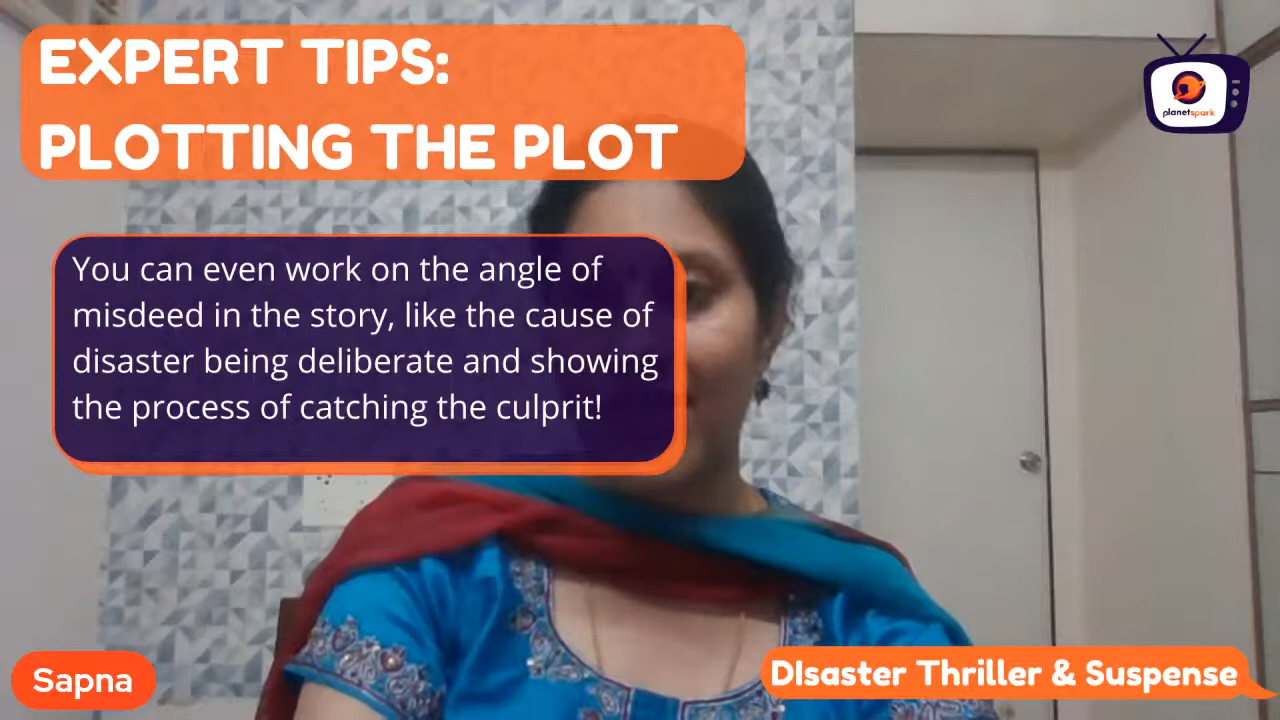 EXPERT TIPS:
PLOTTING THE PLOT
planetspark
You can even work on the angle of
misdeed in the story, like the cause of
disaster being deliberate and showing
the process of catching the culprit!
Sapna
DIsaster Thriller & Suspense